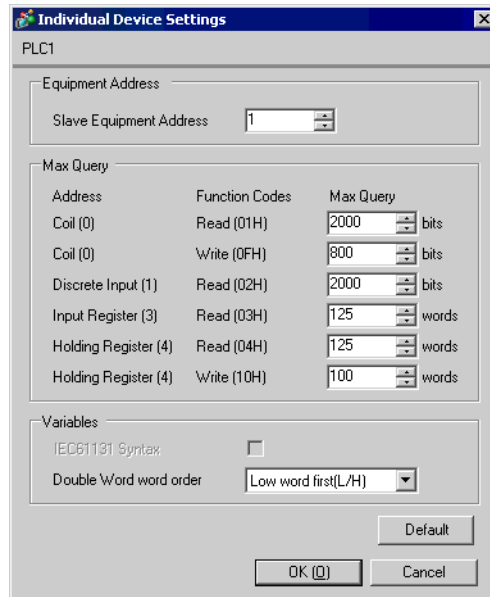 Individual Device Settings
PLC1
Equipment Address
Slave Equipment Address 1
Max Query
Address Function Codes Max Query
Coil (0) Read (01H) 2000 bits
Coil (0) Write (0FH) 800 bits
Discrete Input (1) Read (02H) 2000 bits
Input Register (3) Read (03H) 125 words
Holding Register (4) Read (04H) 125 words
Holding Register (4) Write (10H) 100 words
Variables
IEC61131 Syntax
Double Word word order Low word first(L/H)
Default
OK (O) Cancel